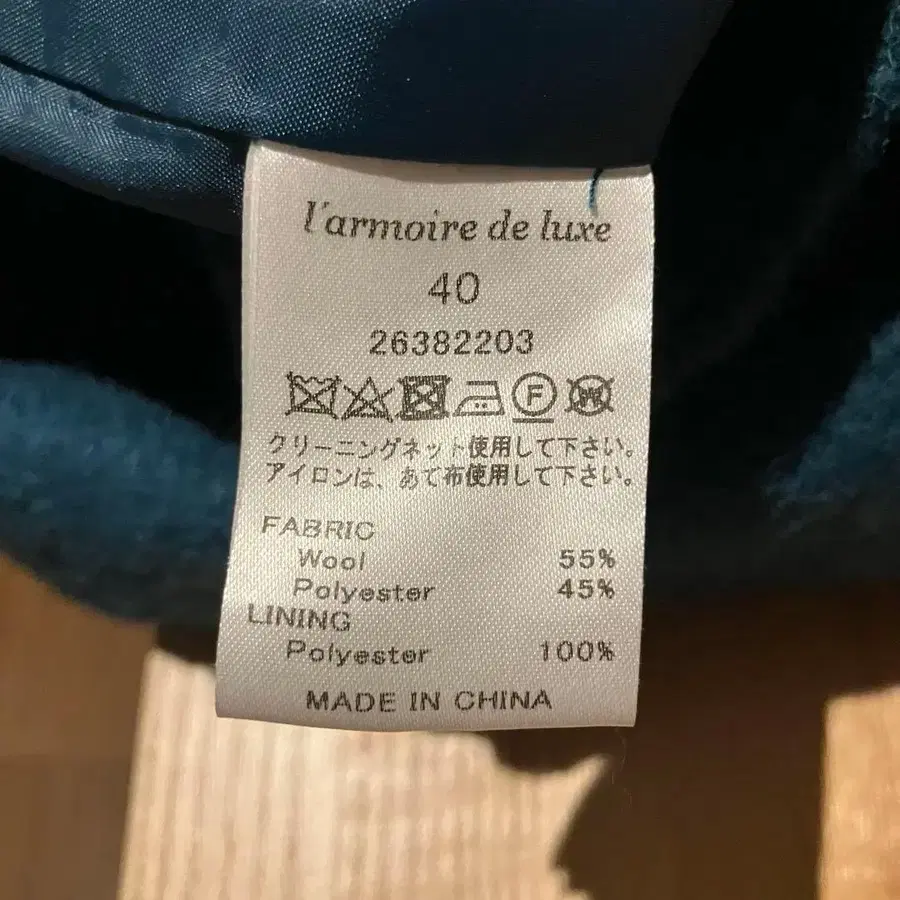 l'armoire de luxe
40
26382203
F W
クリーニングネット使用して下さい。
アイロンは、あて布使用して下さい。
FABRIC
Wool 55%
Polyester 45%
LINING
Polyester 100%
MADE IN CHINA